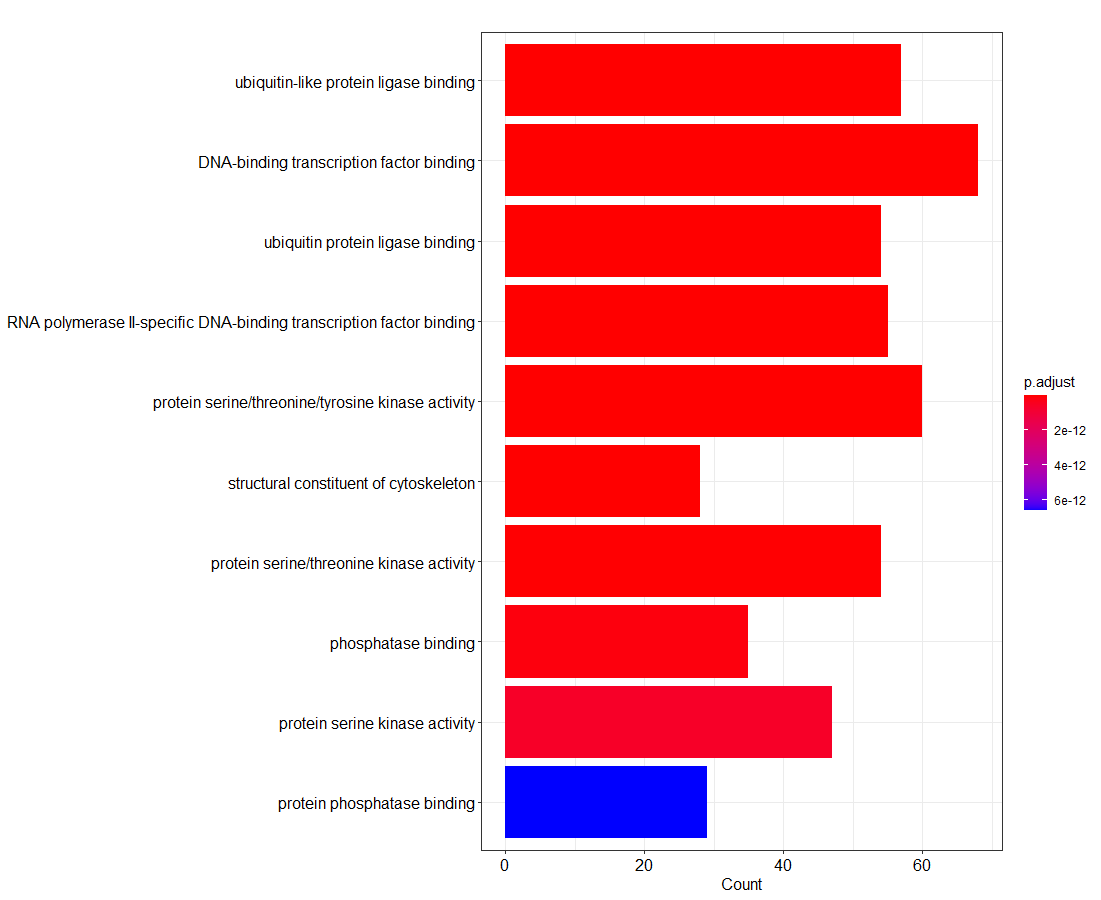 ubiquitin-like protein ligase binding
DNA-binding transcription factor binding
ubiquitin protein ligase binding
RNA polymerase II-specific DNA-binding transcription factor binding
protein serine/threonine/tyrosine kinase activity
structural constituent of cytoskeleton
protein serine/threonine kinase activity
phosphatase binding
protein serine kinase activity
protein phosphatase binding
0 20 40 60
Count
p.adjust
2e-12
4e-12
6e-12